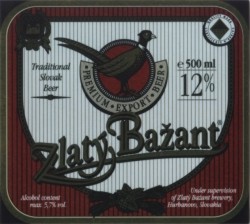 Traditional
Slovak
Beer
PREMIUM • EXPORT • BEER
e 500 ml
12%
Zlatý Bažant®
Alcohol content
max 5,7% vol.
Under supervision
of Zlatý Bažant brewery,
Hurbanovo, Slovakia